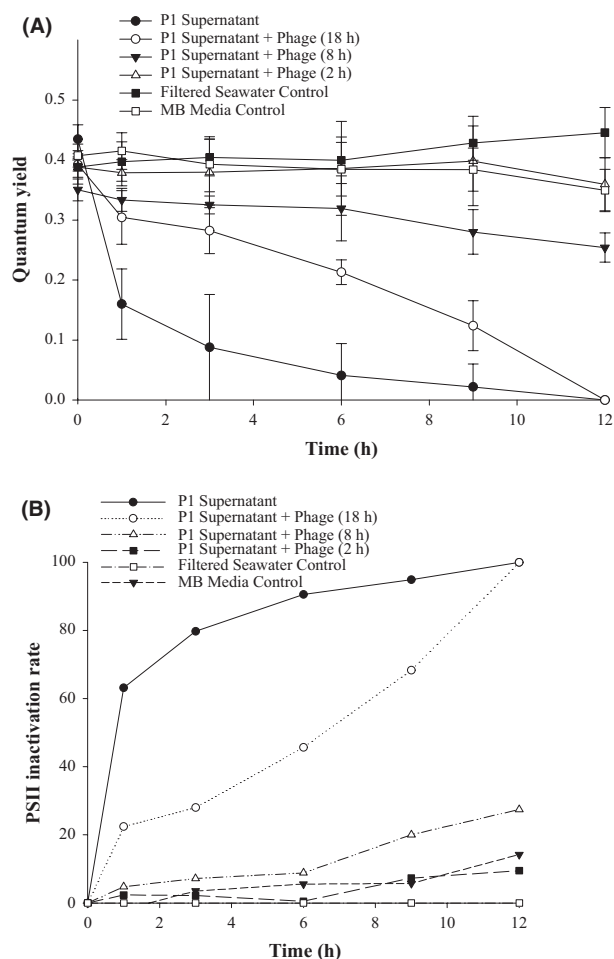 (A)
P1 Supernatant
P1 Supernatant + Phage (18 h)
P1 Supernatant + Phage (8 h)
P1 Supernatant + Phage (2 h)
Filtered Seawater Control
MB Media Control
0.5
0.4
0.3
0.2
0.1
0.0
Quantum yield
0 2 4 6 8 10 12
Time (h)
(B)
P1 Supernatant
P1 Supernatant + Phage (18 h)
P1 Supernatant + Phage (8 h)
P1 Supernatant + Phage (2 h)
Filtered Seawater Control
MB Media Control
100
80
60
40
20
0
PSII inactivation rate
0 2 4 6 8 10 12
Time (h)